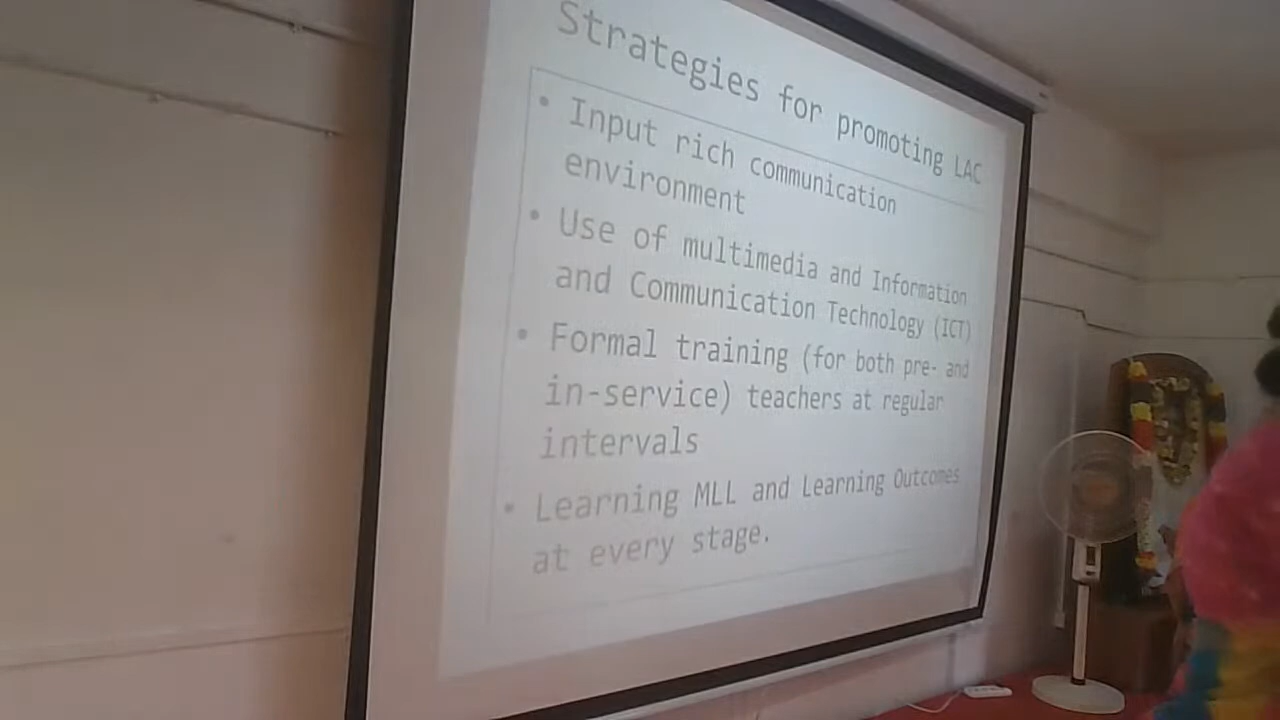 Strategies for promoting LAC
• Input rich communication
environment
• Use of multimedia and Information
and Communication Technology (ICT)
• Formal training (for both pre- and
in-service) teachers at regular
intervals
• Learning MLL and Learning Outcomes
at every stage.